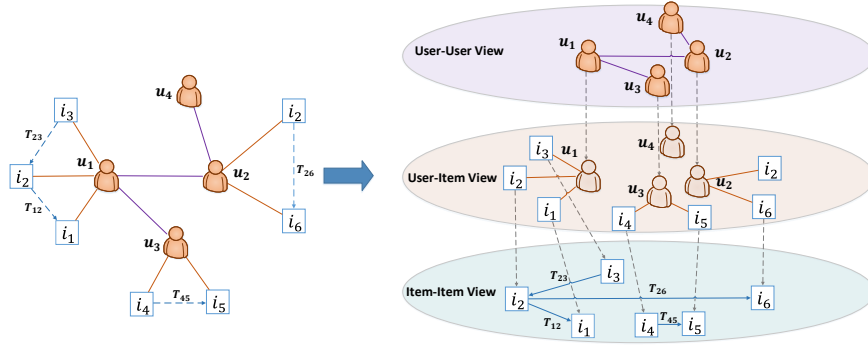 i₃
T₂₃
i₂
T₁₂
i₁
u₁
u₄
u₂
i₂
T₂₆
i₆
u₃
i₄
T₄₅
i₅
User-User View
u₄
u₁
u₂
u₃
User-Item View
i₃
u₁
u₄
i₂
i₂
u₃
u₂
i₁
i₄
i₅
i₆
Item-Item View
T₂₃
i₃
T₂₆
i₂
i₆
T₁₂
i₁
i₄
T₄₅
i₅